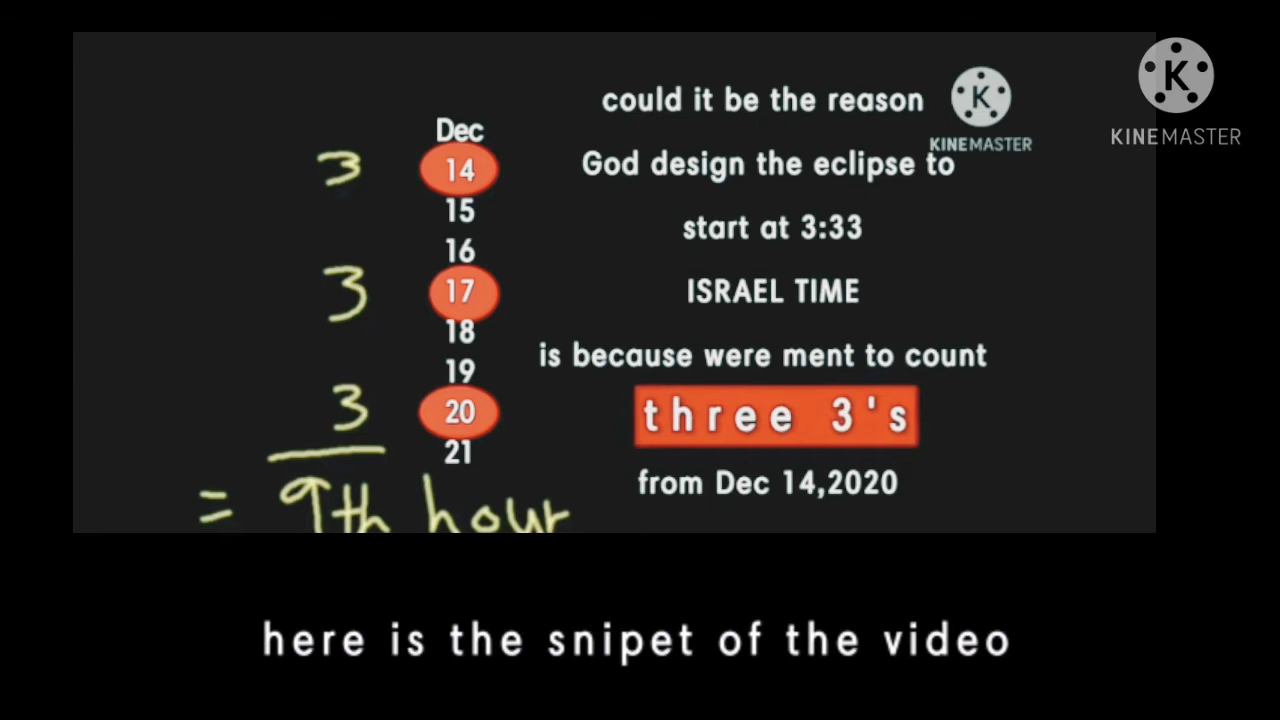 could it be the reason
God design the eclipse to
start at 3:33
ISRAEL TIME
is because were ment to count
three 3's
from Dec 14,2020
Dec
3 14
15
16
3 17
18
19
3 20
21
= 9th hour
K
KINEMASTER
K
KINEMASTER
here is the snipet of the video